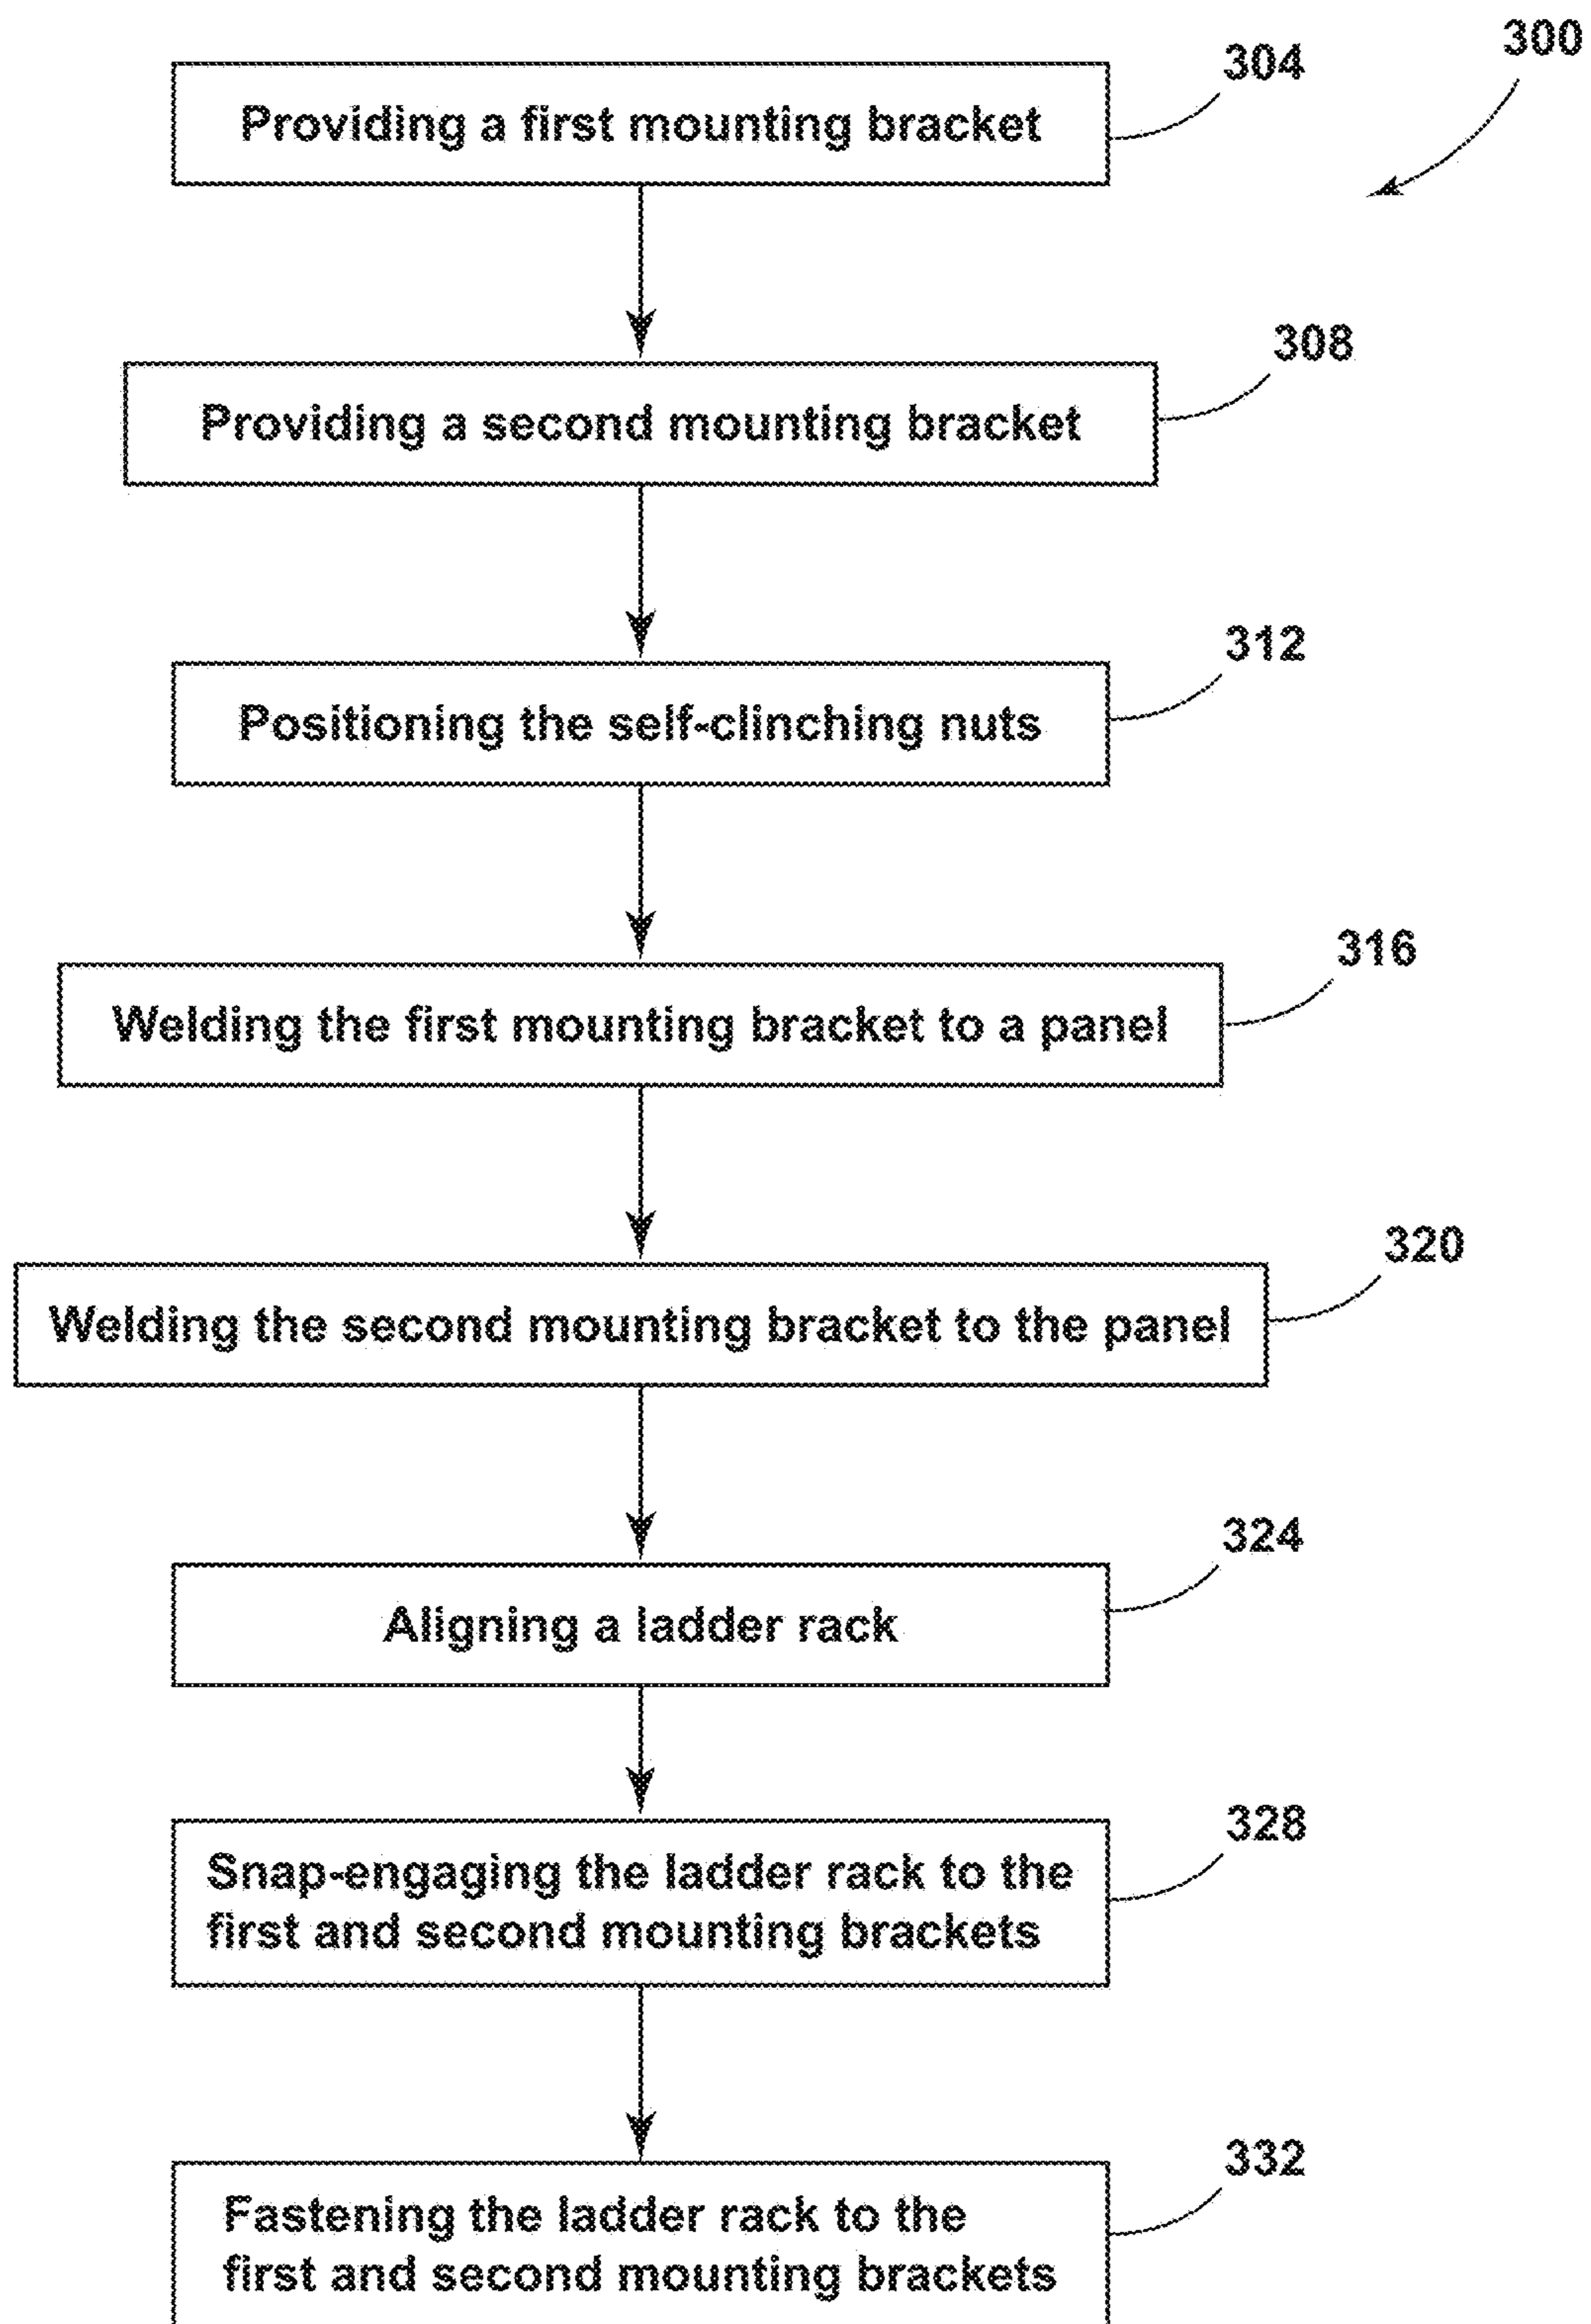 300
304
Providing a first mounting bracket
308
Providing a second mounting bracket
312
Positioning the self-clinching nuts
316
Welding the first mounting bracket to a panel
320
Welding the second mounting bracket to the panel
324
Aligning a ladder rack
328
Snap-engaging the ladder rack to the
first and second mounting brackets
332
Fastening the ladder rack to the
first and second mounting brackets